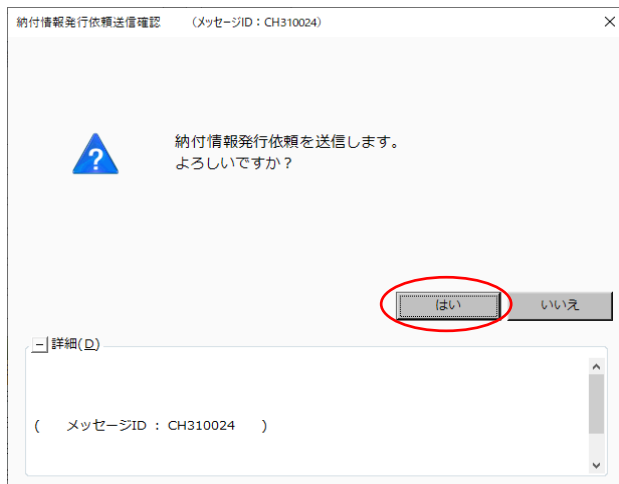 納付情報発行依頼送信確認 （メッセージID：CH310024）
?
納付情報発行依頼を送信します。
よろしいですか？
はい いいえ
詳細(D)
( メッセージID : CH310024 )